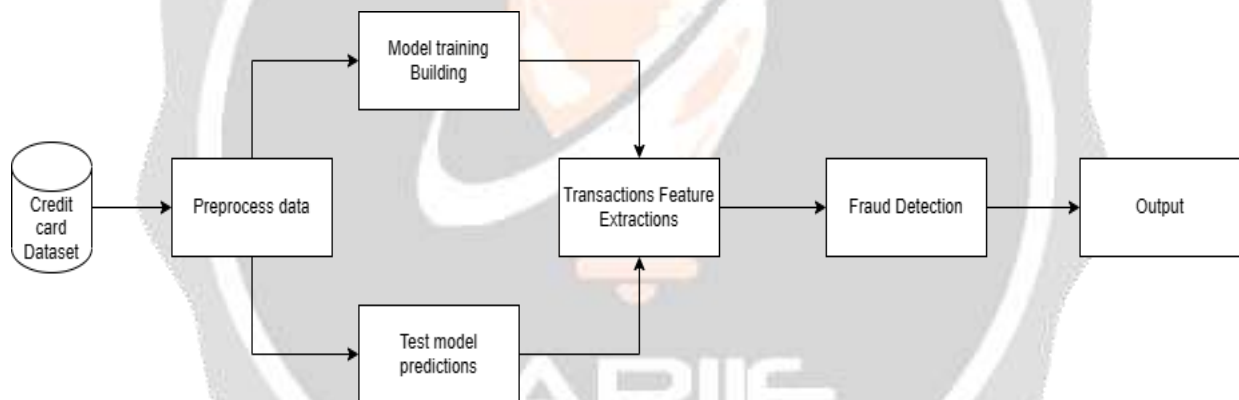 Model training
Building
Credit
card
Dataset
Preprocess data
Transactions Feature
Extractions
Fraud Detection
Output
Test model
predictions